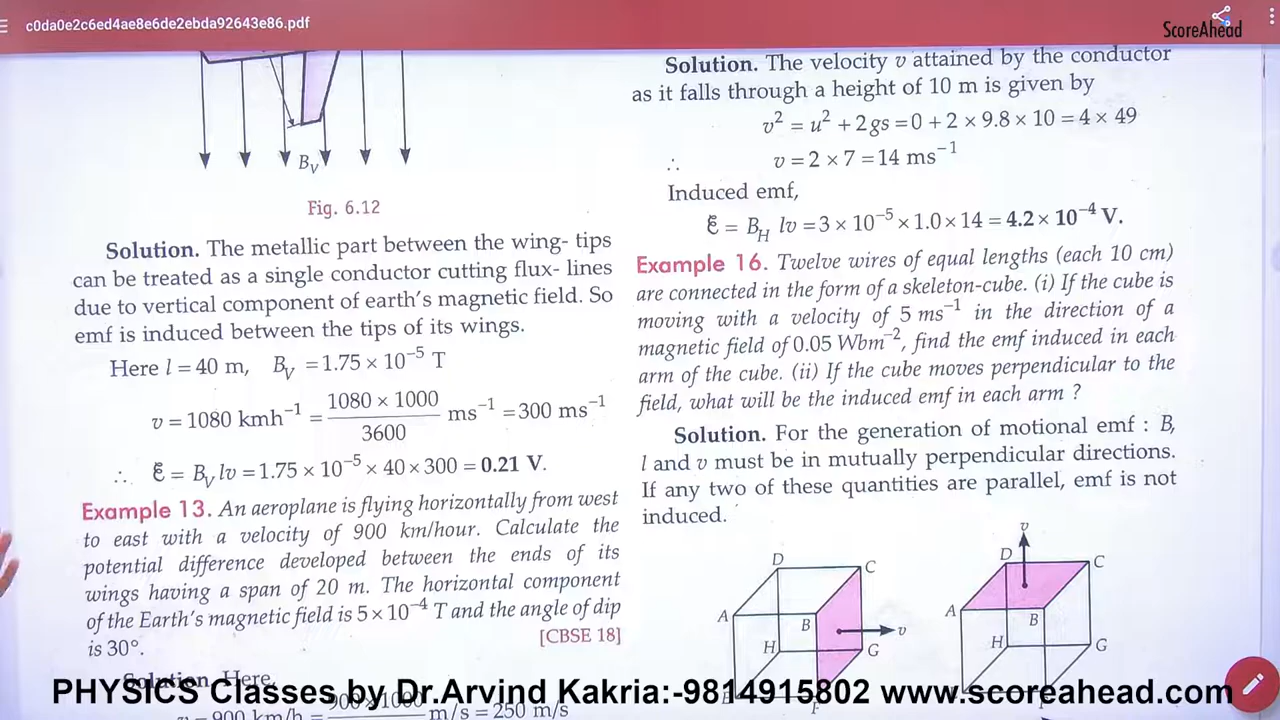 c0da0e2c6ed4ae8e6de2ebda92643e86.pdf
ScoreAhead
B_V
Fig. 6.12
Solution. The metallic part between the wing- tips
can be treated as a single conductor cutting flux- lines
due to vertical component of earth's magnetic field. So
emf is induced between the tips of its wings.
Here l = 40 m, B_V = 1.75 × 10⁻⁵ T
v = 1080 kmh⁻¹ = 1080 × 1000 / 3600 ms⁻¹ = 300 ms⁻¹
∴ ℰ = B_V lv = 1.75 × 10⁻⁵ × 40 × 300 = 0.21 V.
Example 13. An aeroplane is flying horizontally from west
to east with a velocity of 900 km/hour. Calculate the
potential difference developed between the ends of its
wings having a span of 20 m. The horizontal component
of the Earth's magnetic field is 5 × 10⁻⁴ T and the angle of dip
is 30°.
[CBSE 18]
Solution. Here,
v = 900 km/h = 900 × 1000 m/s = 250 m/s
Solution. The velocity v attained by the conductor
as it falls through a height of 10 m is given by
v² = u² + 2gs = 0 + 2 × 9.8 × 10 = 4 × 49
∴ v = 2 × 7 = 14 ms⁻¹
Induced emf,
ℰ = B_H lv = 3 × 10⁻⁵ × 1.0 × 14 = 4.2 × 10⁻⁴ V.
Example 16. Twelve wires of equal lengths (each 10 cm)
are connected in the form of a skeleton-cube. (i) If the cube is
moving with a velocity of 5 ms⁻¹ in the direction of a
magnetic field of 0.05 Wbm⁻², find the emf induced in each
arm of the cube. (ii) If the cube moves perpendicular to the
field, what will be the induced emf in each arm ?
Solution. For the generation of motional emf : B,
l and v must be in mutually perpendicular directions.
If any two of these quantities are parallel, emf is not
induced.
D C
A B v
H G
F
v
D C
A B
H G
PHYSICS Classes by Dr.Arvind Kakria:-9814915802 www.scoreahead.com